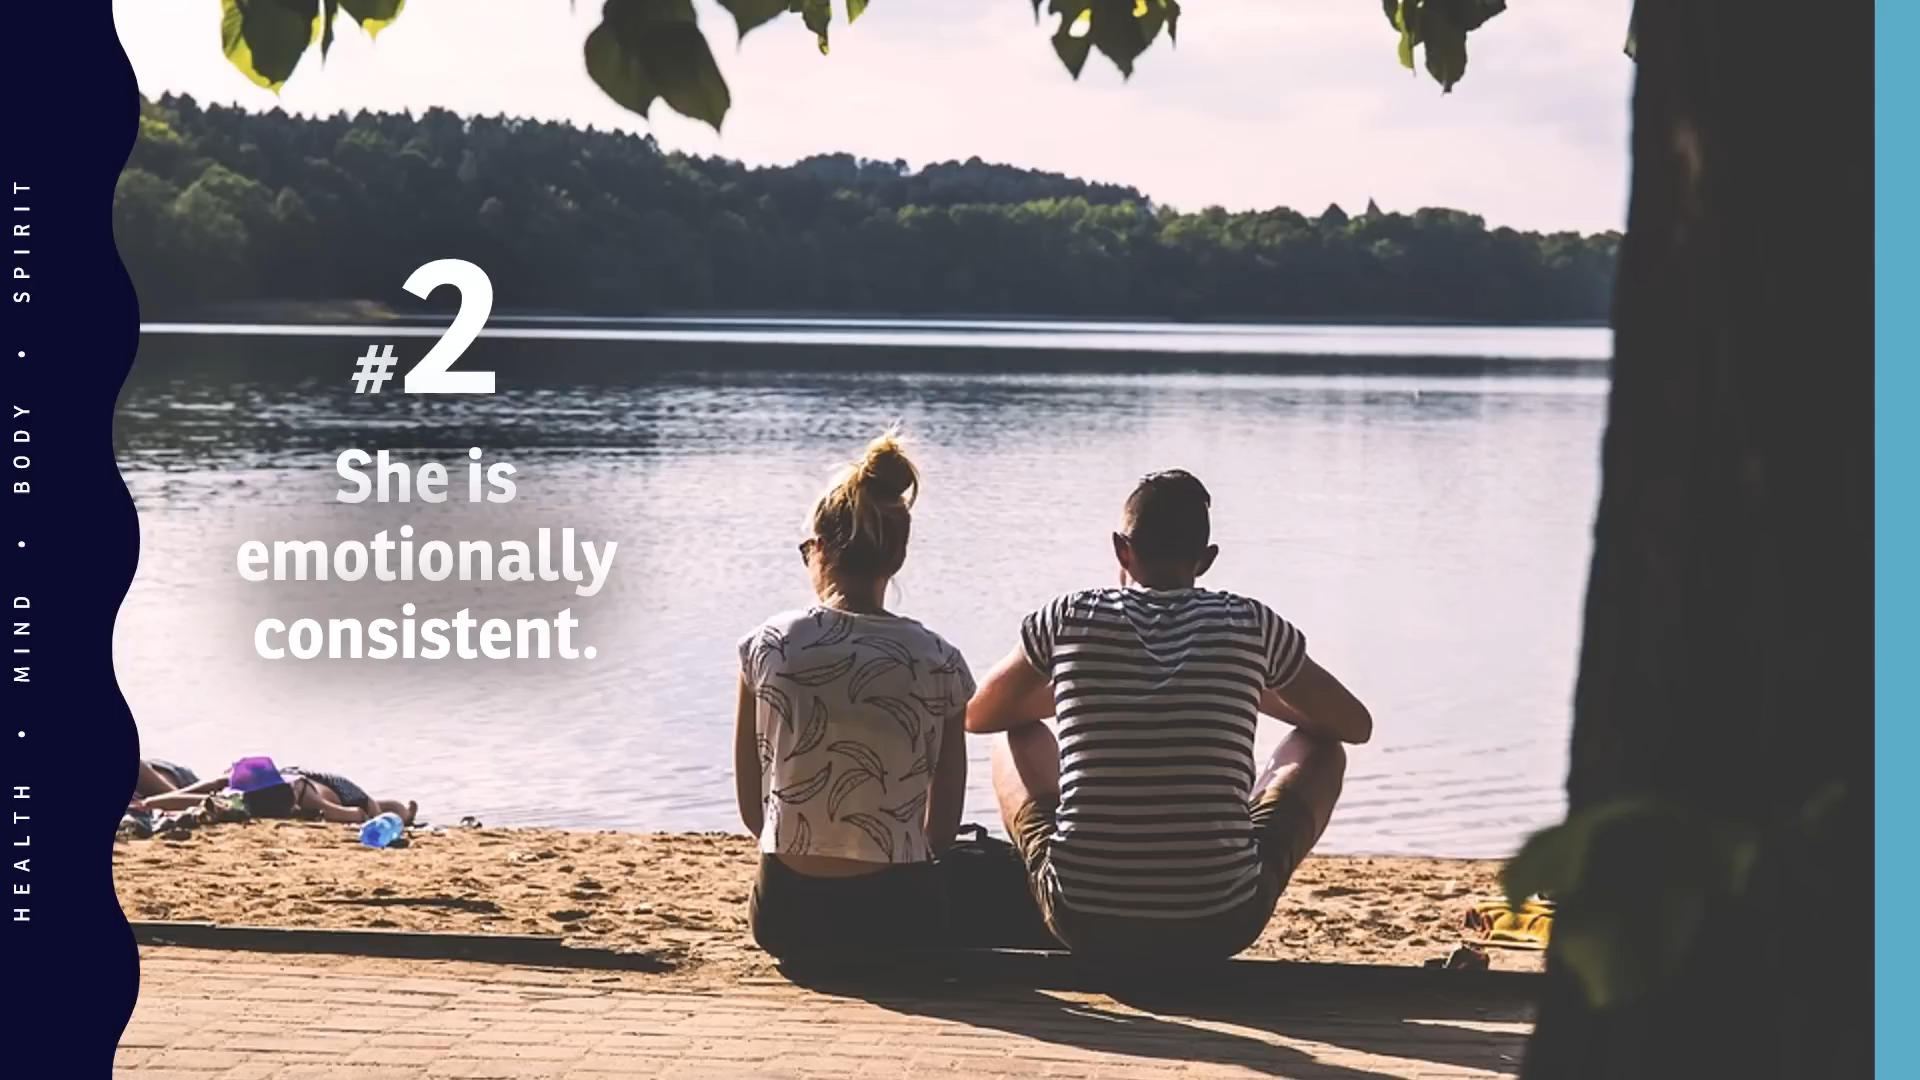 HEALTH • MIND • BODY • SPIRIT
#2
She is
emotionally
consistent.